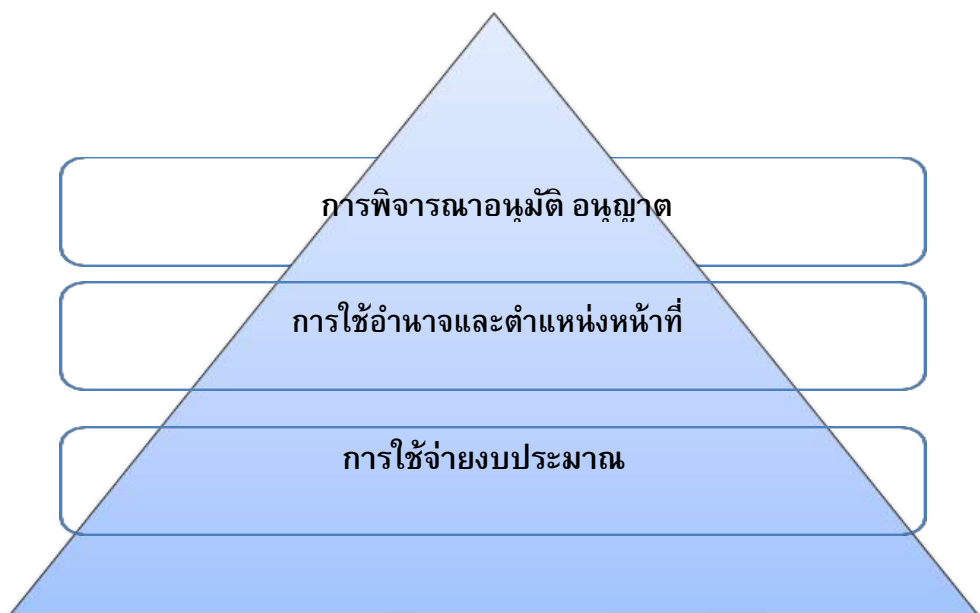 การพิจารณาอนุมัติ อนุญาต
การใช้อำนาจและตำแหน่งหน้าที่
การใช้จ่ายงบประมาณ